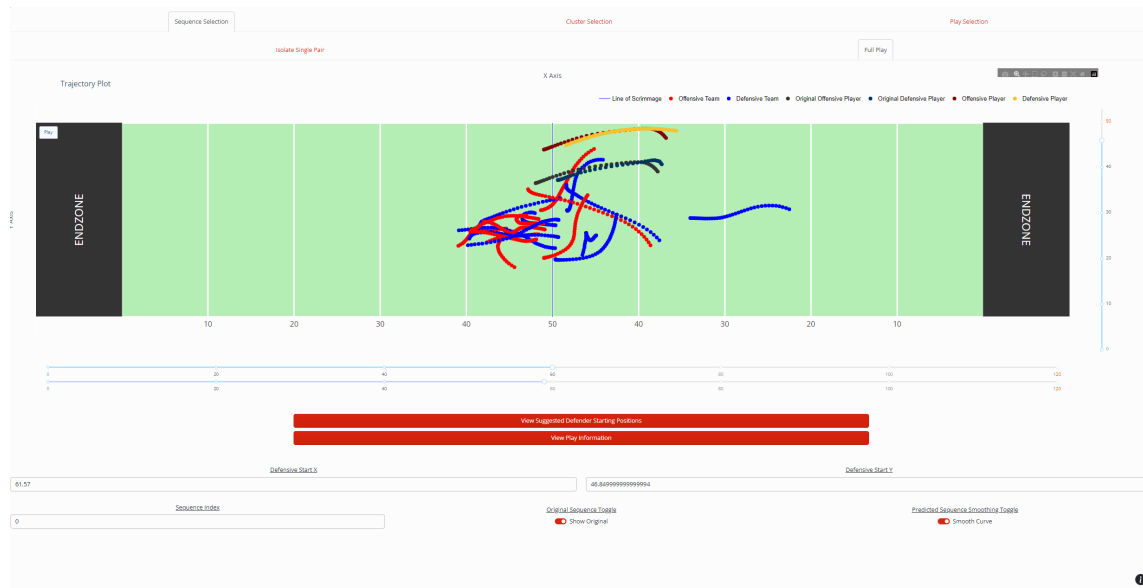 Sequence Selection Cluster Selection Play Selection
Isolate Single Pair Full Play
Trajectory Plot
X Axis
Line of Scrimmage Offensive Team Defensive Team Original Offensive Player Original Defensive Player Offensive Player Defensive Player
Play
50
40
30
20
10
0
Y Axis
ENDZONE
ENDZONE
10 20 30 40 50 40 30 20 10
0 20 40 60 80 100 120
0 20 40 60 80 100 120
View Suggested Defender Starting Positions
View Play Information
Defensive Start X Defensive Start Y
61.57 46.849999999999994
Sequence Index Original Sequence Toggle Predicted Sequence Smoothing Toggle
0 Show Original Smooth Curve